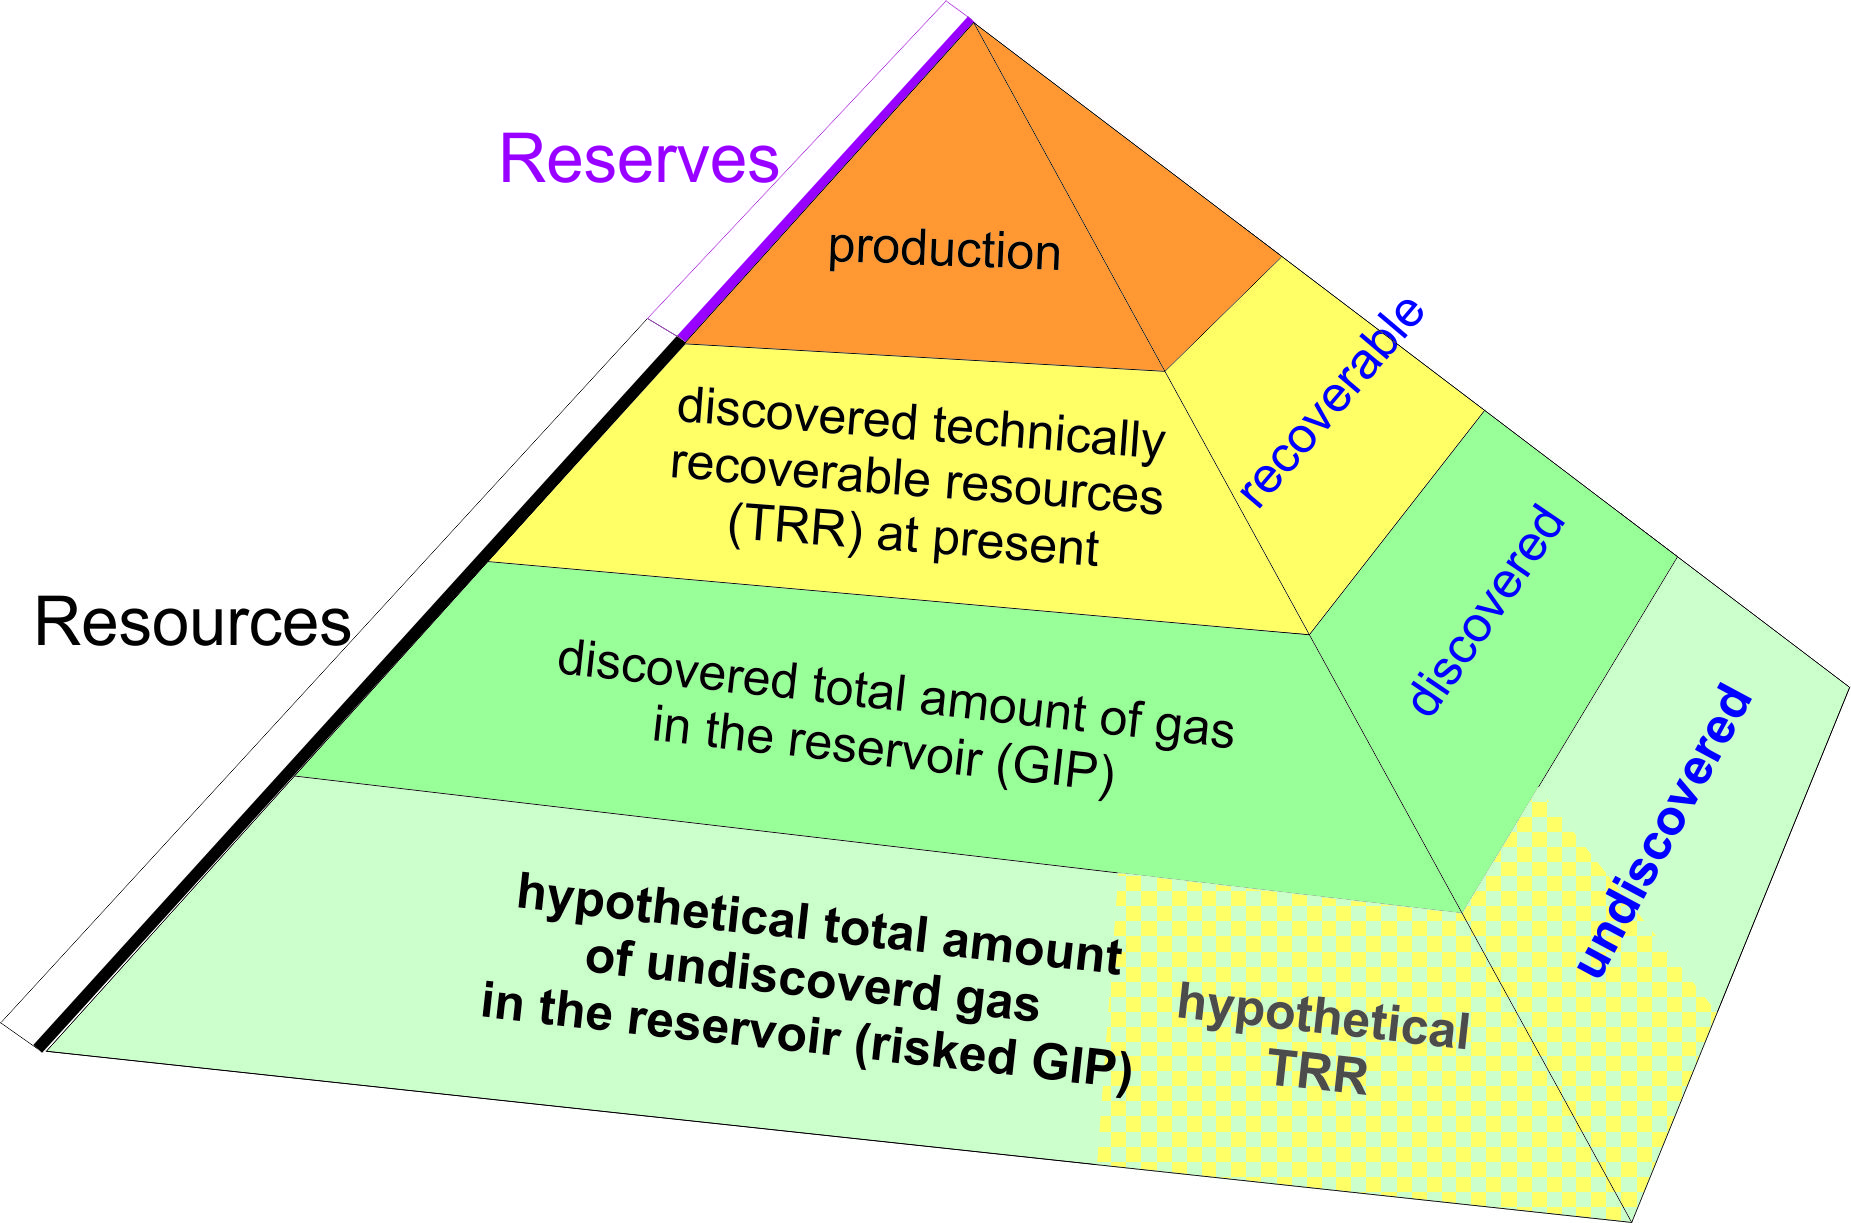 Reserves
production
recoverable
discovered technically
recoverable resources
(TRR) at present
discovered
Resources
discovered total amount of gas
in the reservoir (GIP)
undiscovered
hypothetical total amount
of undiscoverd gas
in the reservoir (risked GIP)
hypothetical
TRR